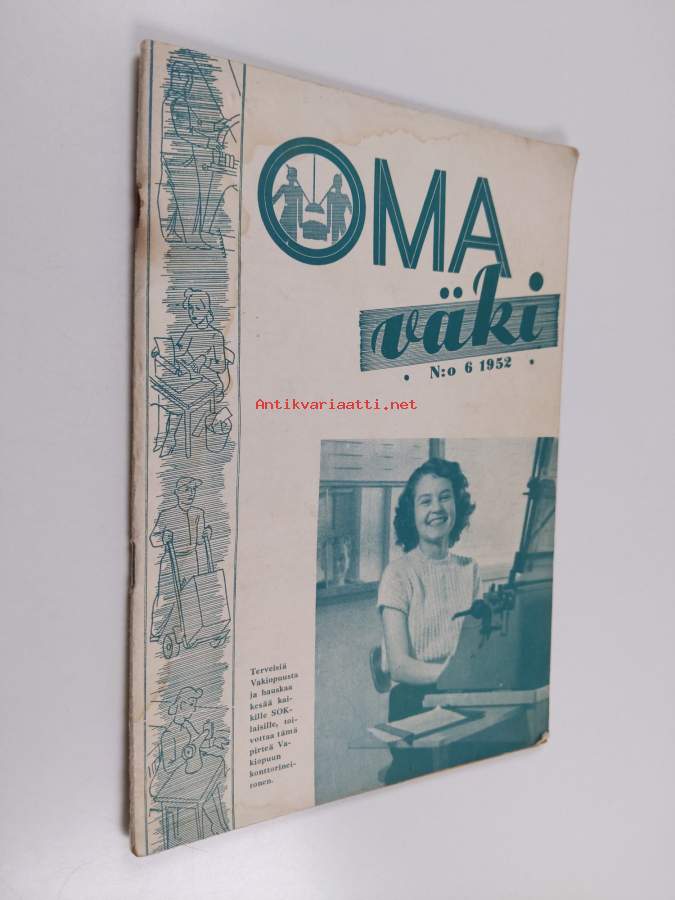 OMA
väki
• N:o 6 1952 •
Antikvariaatti.net
Terveisiä
Vakiopuusta
ja hauskaa
kesää kai-
kille SOK-
laisille, toi-
vottaa tämä
pirteä Va-
kiopuun
konttorinei-
tonen.